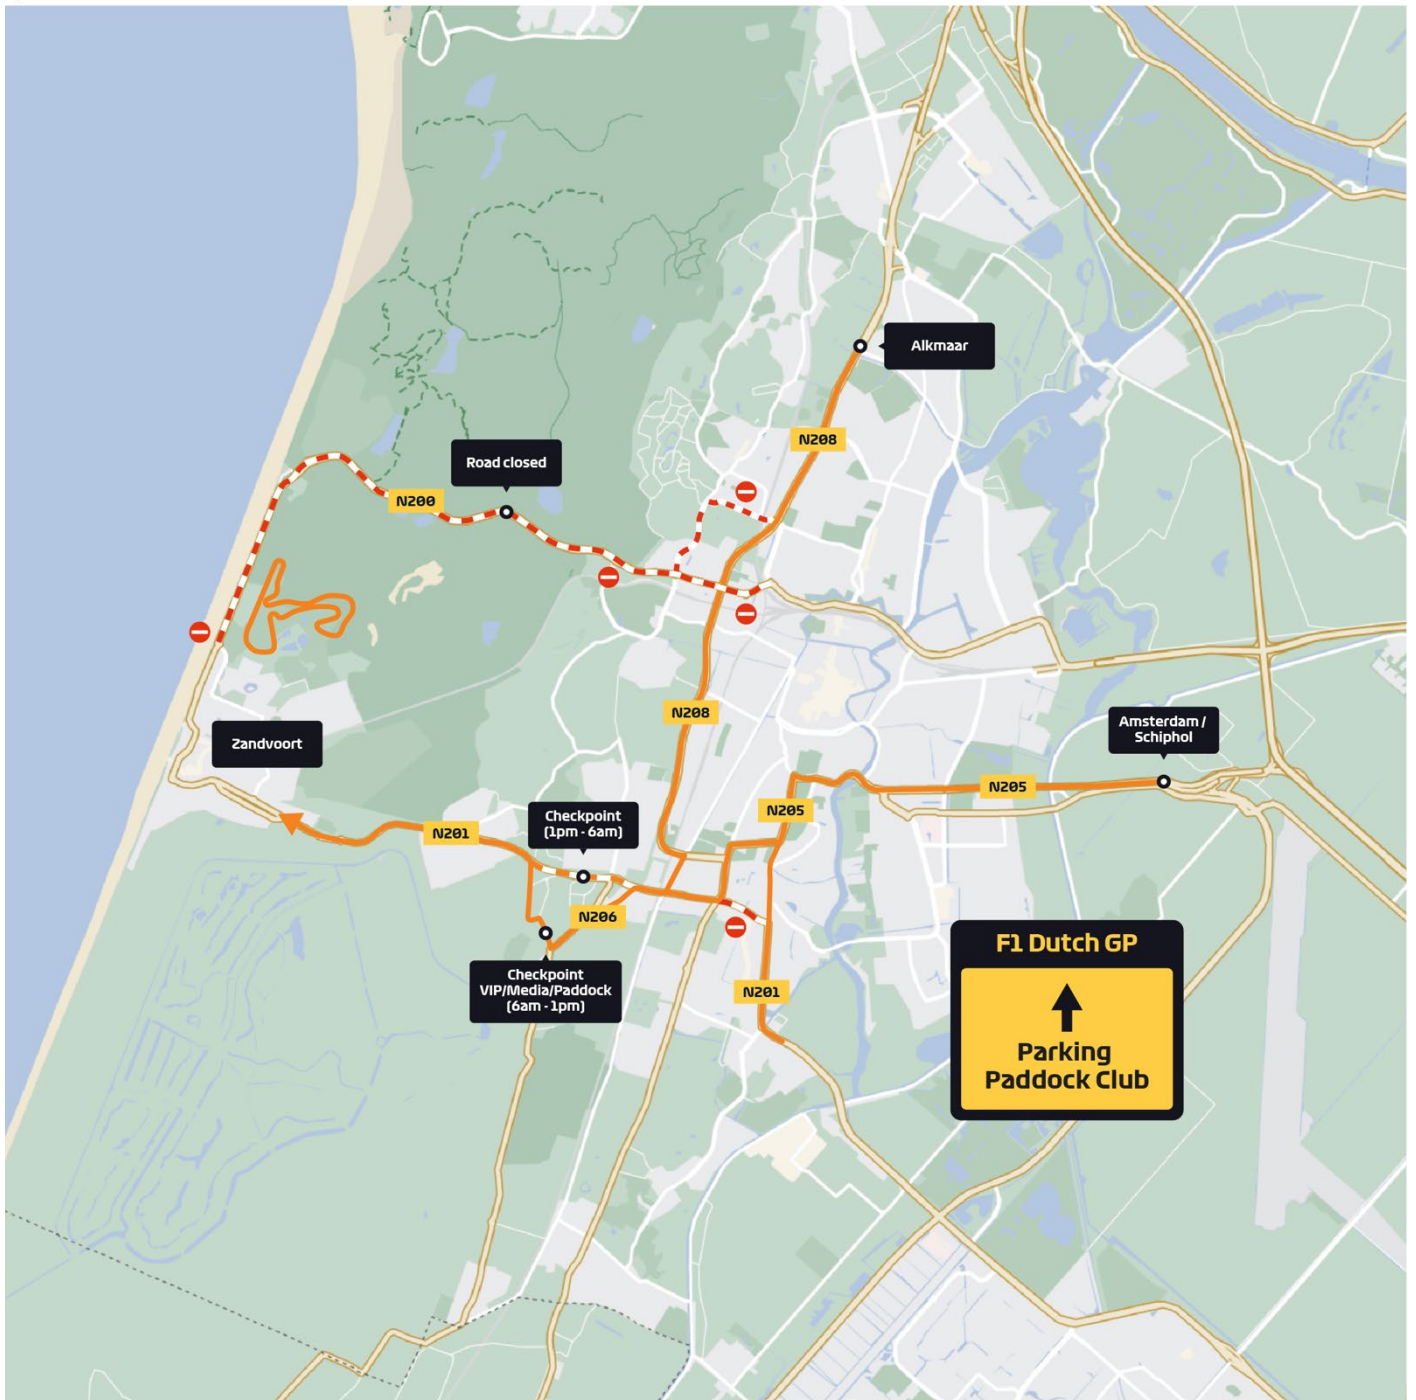 Alkmaar
N208
Road closed
N200
N208
Amsterdam /
Schiphol
Zandvoort
N205
Checkpoint
(1pm - 6am)
N205
N201
N206
F1 Dutch GP
Checkpoint
VIP/Media/Paddock
(6am - 1pm)
N201
Parking
Paddock Club